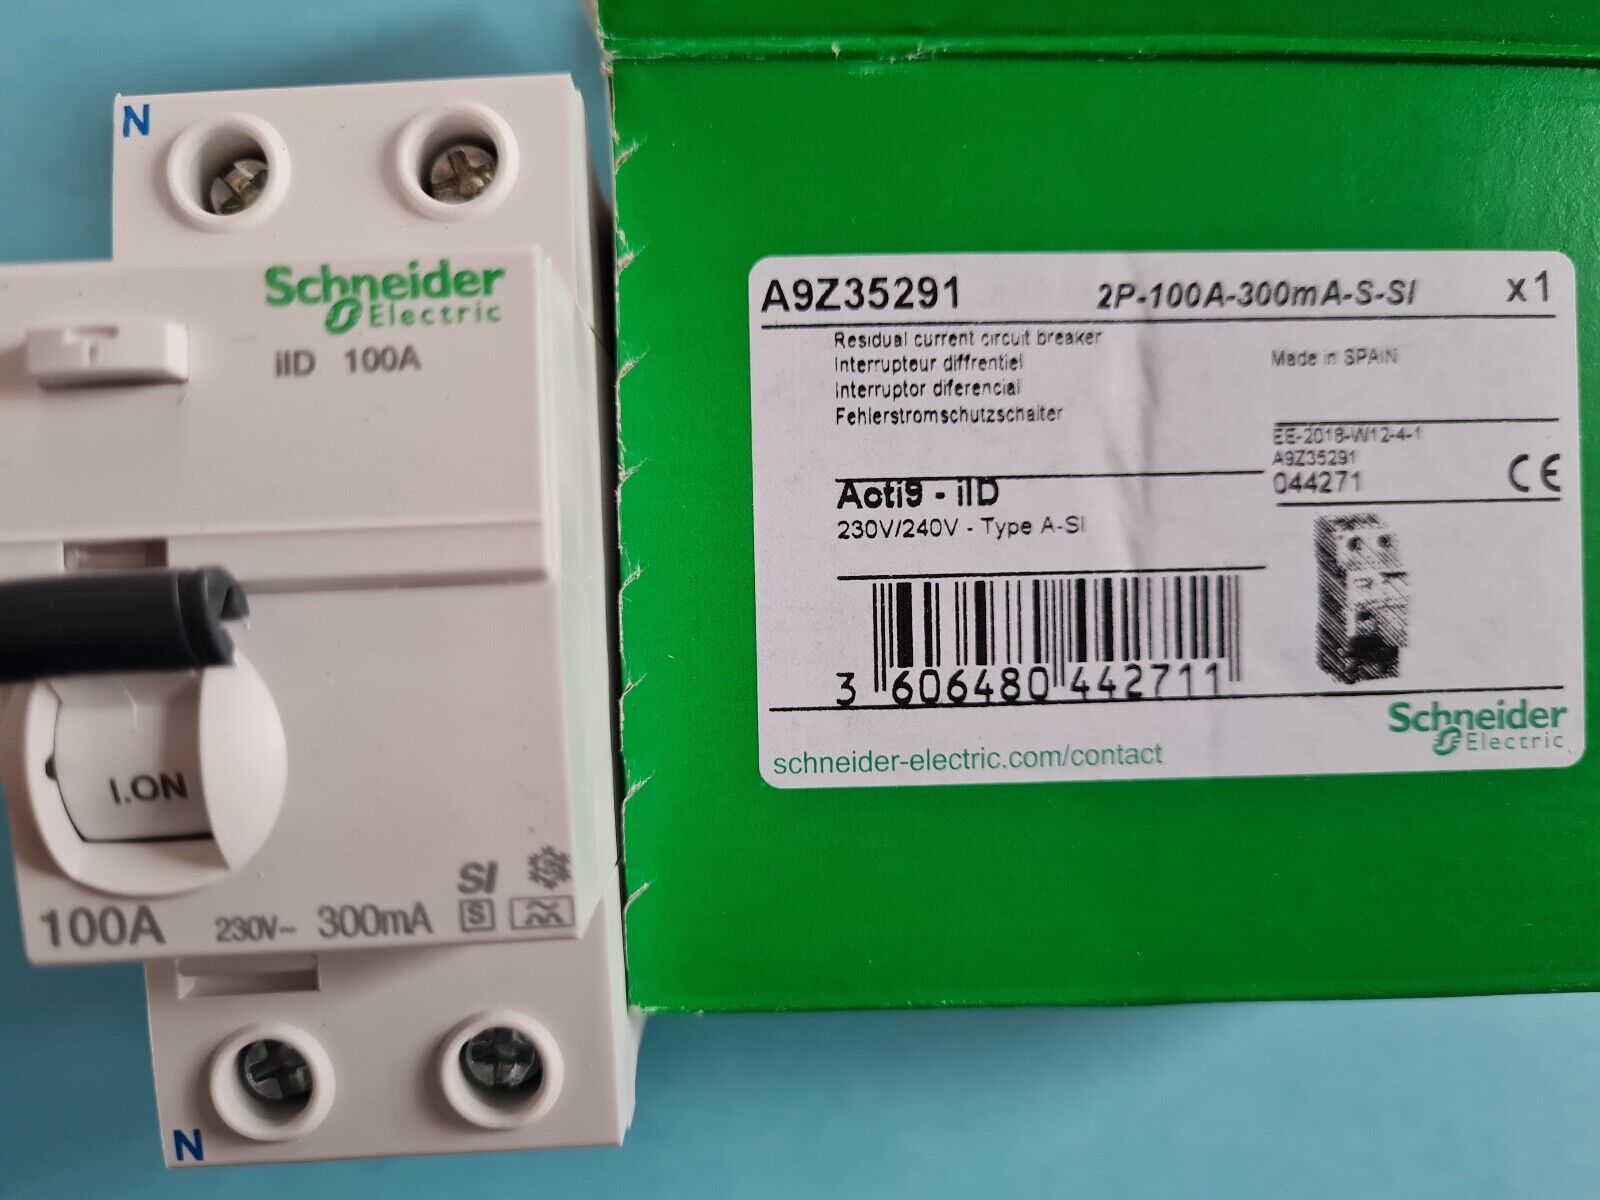 N
Schneider
Electric
iID 100A
T
I.ON
100A 230V~ 300mA
SI
S
N
A9Z35291 2P-100A-300mA-S-SI x1
Residual current circuit breaker
Interrupteur diffrentiel
Interruptor diferencial
Fehlerstromschutzschalter
Made in SPAIN
EE-2018-W12-4-1
A9Z35291
044271
CE
Acti9 - iID
230V/240V - Type A-SI
3 606480 442711
Schneider
Electric
schneider-electric.com/contact